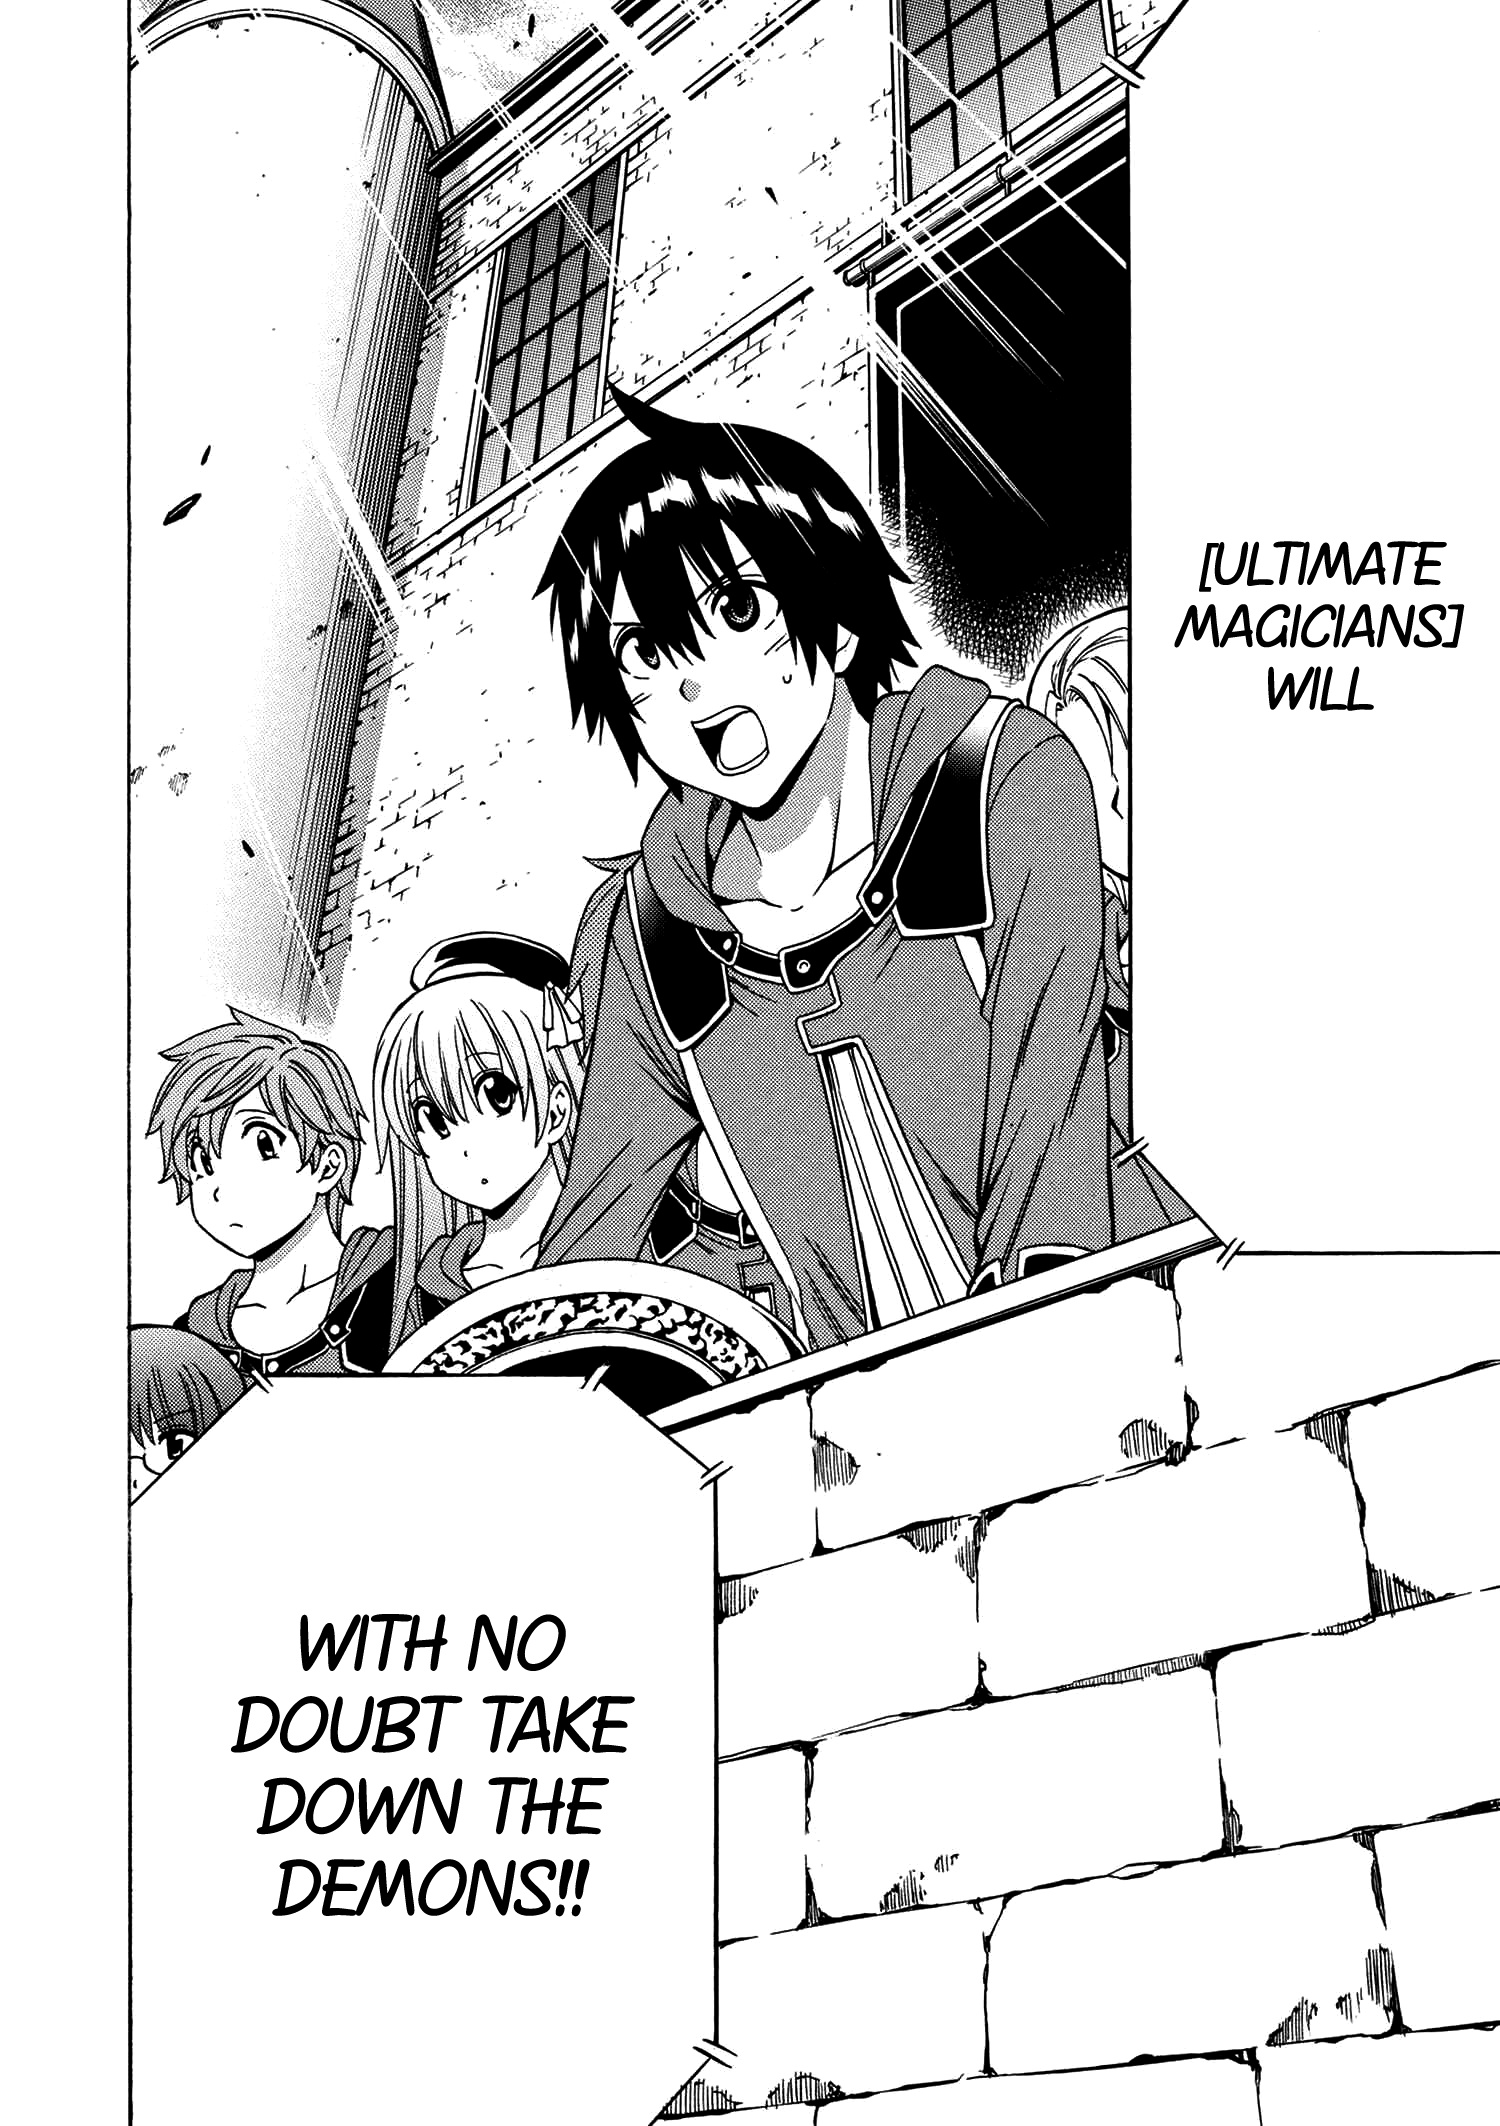 [ULTIMATE
MAGICIANS]
WILL
WITH NO
DOUBT TAKE
DOWN THE
DEMONS!!